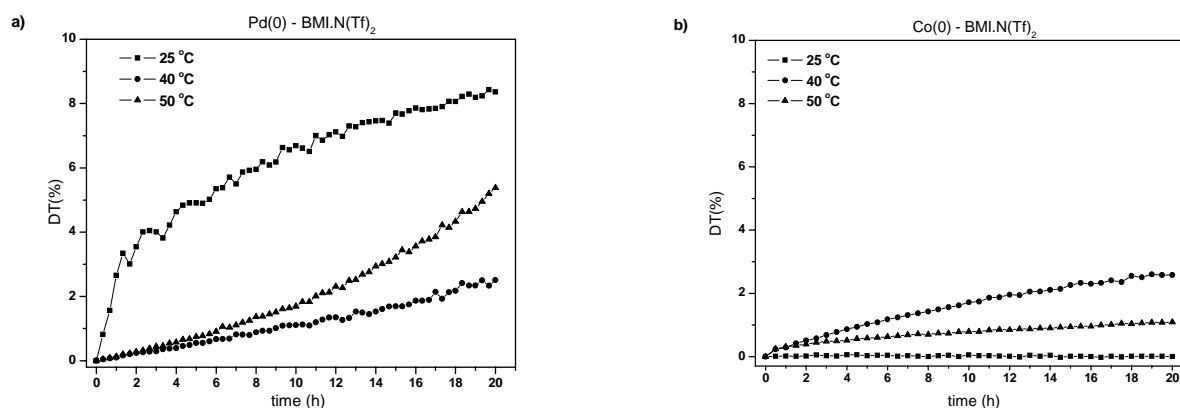 a)
Pd(0) - BMI.N(Tf)2
25 °C
40 °C
50 °C
10
8
6
4
2
0
DT(%)
0 2 4 6 8 10 12 14 16 18 20
time (h)
b)
Co(0) - BMI.N(Tf)2
25 °C
40 °C
50 °C
10
8
6
4
2
0
DT(%)
0 2 4 6 8 10 12 14 16 18 20
time (h)